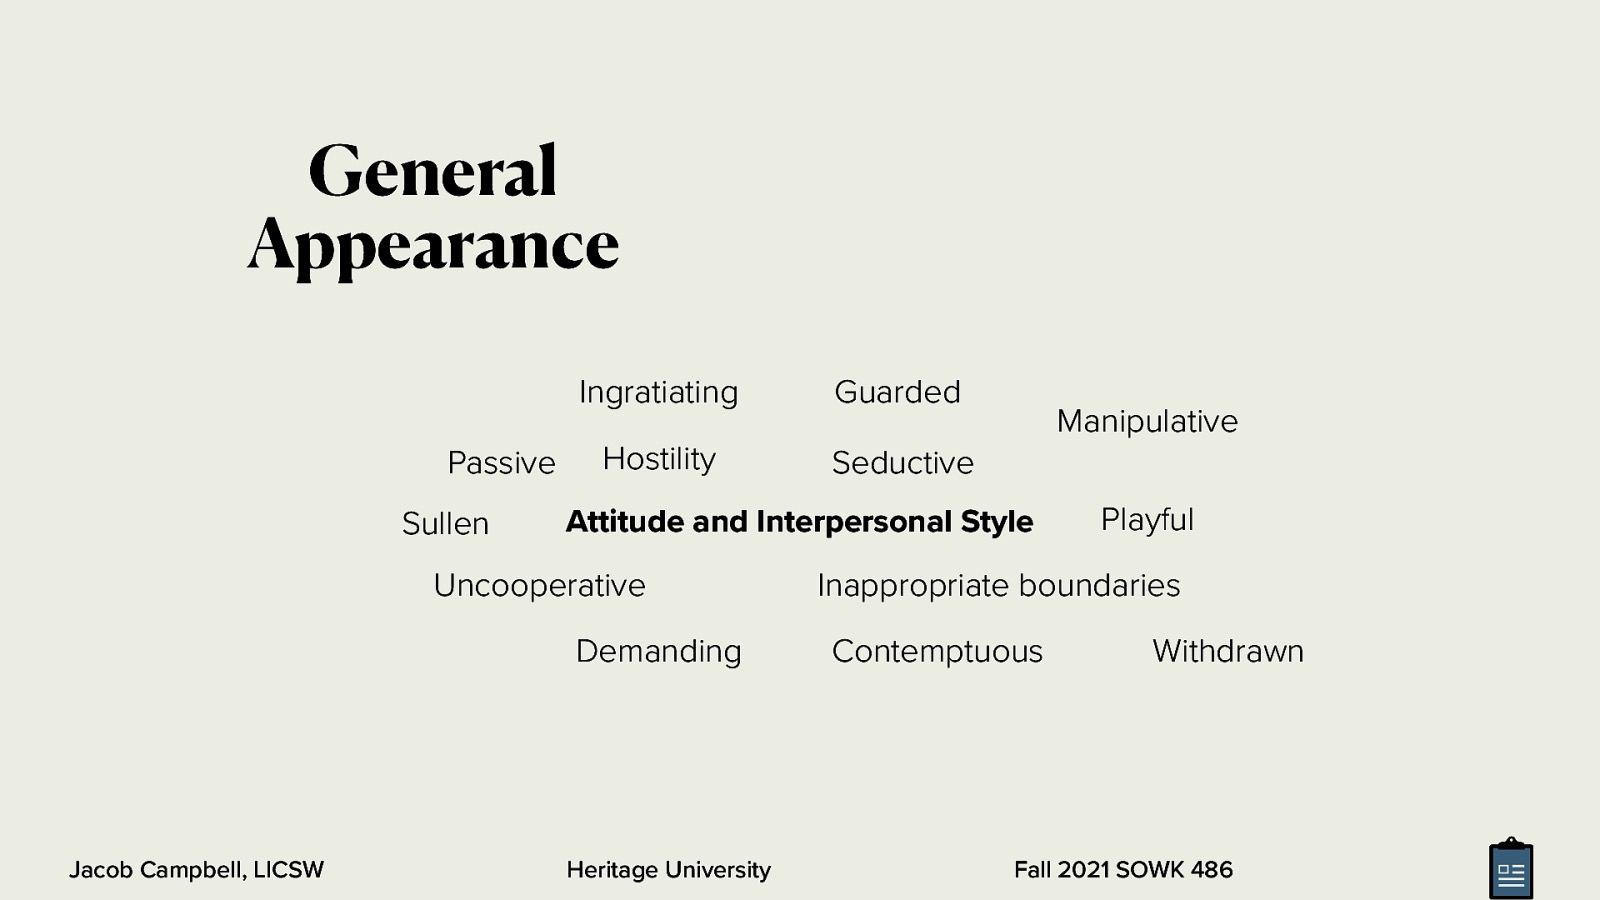 General
Appearance
Ingratiating
Guarded
Manipulative
Passive
Hostility
Seductive
Sullen
Attitude and Interpersonal Style
Playful
Uncooperative
Inappropriate boundaries
Demanding
Contemptuous
Withdrawn
Jacob Campbell, LICSW
Heritage University
Fall 2021 SOWK 486